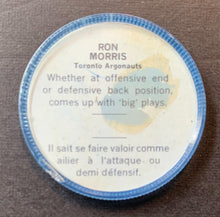 RON
MORRIS
Toronto Argonauts
Whether at offensive end
or defensive back position,
comes up with 'big' plays.
Il sait se faire valoir comme
ailier à l'attaque ou
demi défensif.